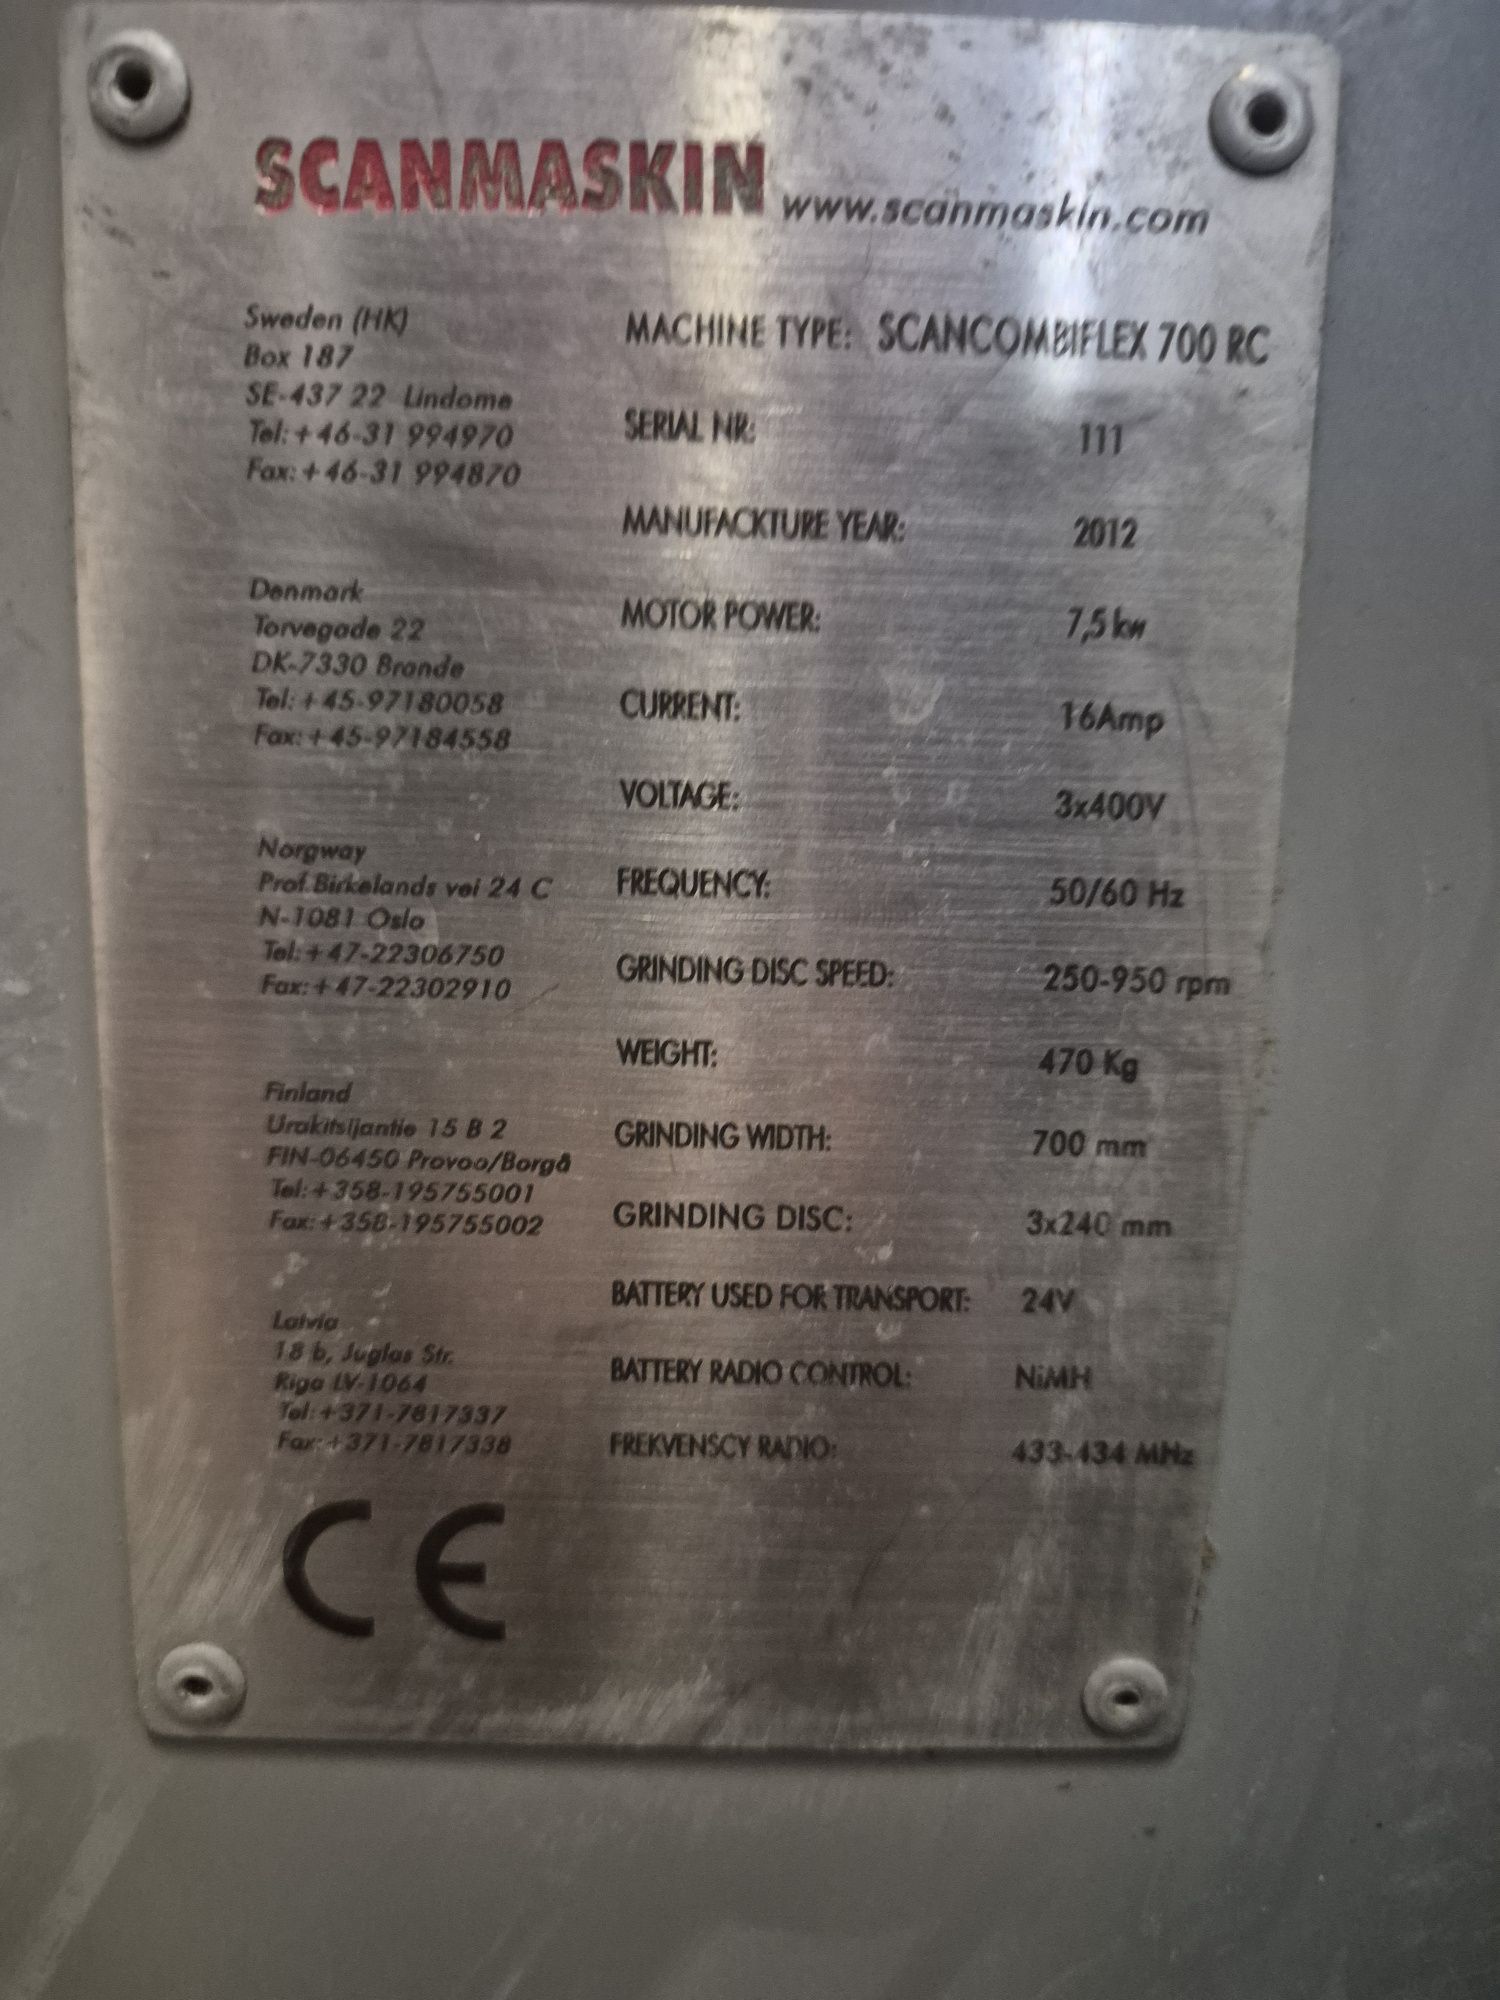 SCANMASKIN www.scanmaskin.com
Sweden (HK)
Box 187
SE-437 22 Lindome
Tel: +46-31 994970
Fax: +46-31 994870
Denmark
Torvegade 22
DK-7330 Brande
Tel: +45-97180058
Fax: +45-97184558
Norgway
Prof.Birkelands vei 24 C
N-1081 Oslo
Tel: +47-22306750
Fax: +47-22302910
Finland
Urakitsijantie 15 B 2
FIN-06450 Provoo/Borgå
Tel: +358-195755001
Fax: +358-195755002
Latvia
18 b, Juglas Str.
Riga LV-1064
Tel: +371-7817337
Fax: +371-7817338
MACHINE TYPE: SCANCOMBIFLEX 700 RC
SERIAL NR: 111
MANUFACKTURE YEAR: 2012
MOTOR POWER: 7,5 kw
CURRENT: 16Amp
VOLTAGE: 3x400V
FREQUENCY: 50/60 Hz
GRINDING DISC SPEED: 250-950 rpm
WEIGHT: 470 Kg
GRINDING WIDTH: 700 mm
GRINDING DISC: 3x240 mm
BATTERY USED FOR TRANSPORT: 24V
BATTERY RADIO CONTROL: NiMH
FREKVENSCY RADIO: 433-434 MHz
CE